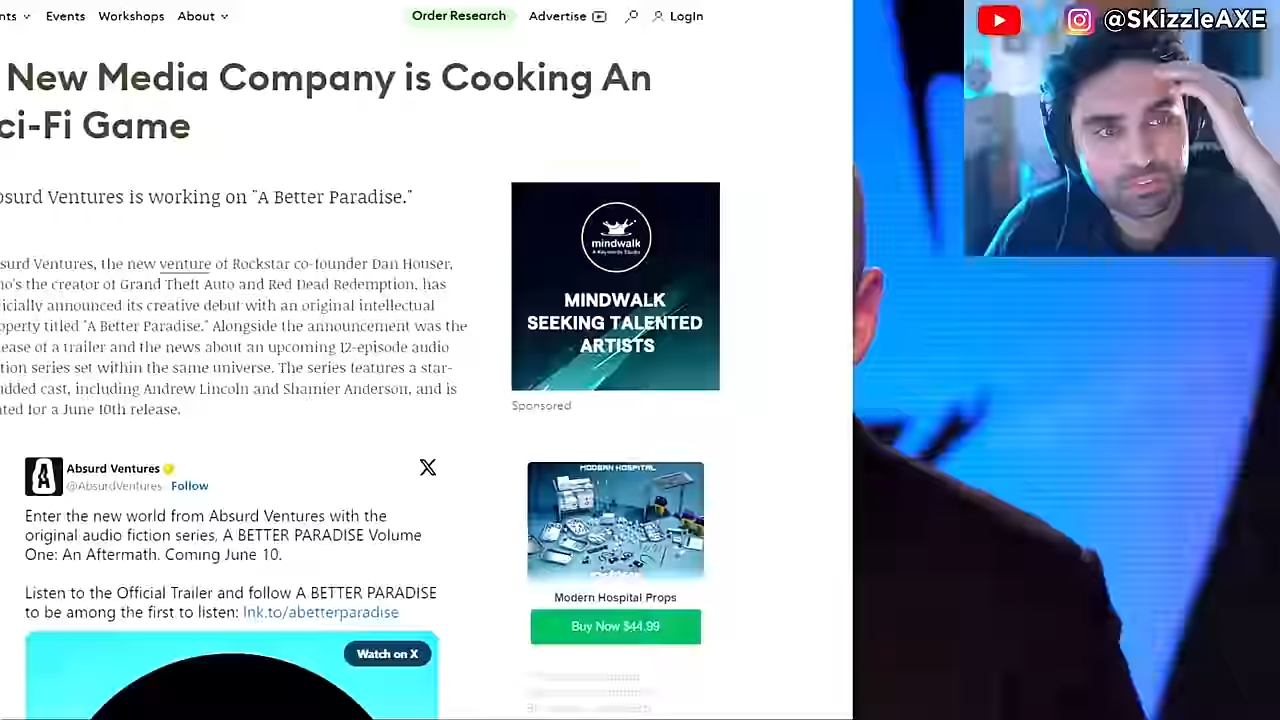 nts
Events
Workshops
About
Order Research
Advertise
LogIn
@SKizzleAXE
New Media Company is Cooking An
ci-Fi Game
bsurd Ventures is working on "A Better Paradise."
surd Ventures, the new venture of Rockstar co-founder Dan Houser,
ho's the creator of Grand Theft Auto and Red Dead Redemption, has
ficially announced its creative debut with an original intellectual
operty titled "A Better Paradise." Alongside the announcement was the
lease of a trailer and the news about an upcoming 12-episode audio
ction series set within the same universe. The series features a star-
udded cast, including Andrew Lincoln and Shamier Anderson, and is
ated for a June 10th release.
mindwalk
A Keywords Studio
MINDWALK
SEEKING TALENTED
ARTISTS
Sponsored
Absurd Ventures
@AbsurdVentures Follow
Enter the new world from Absurd Ventures with the
original audio fiction series, A BETTER PARADISE Volume
One: An Aftermath. Coming June 10.
Listen to the Official Trailer and follow A BETTER PARADISE
to be among the first to listen: lnk.to/abetterparadise
Watch on X
MODERN HOSPITAL
Modern Hospital Props
Buy Now $44.99